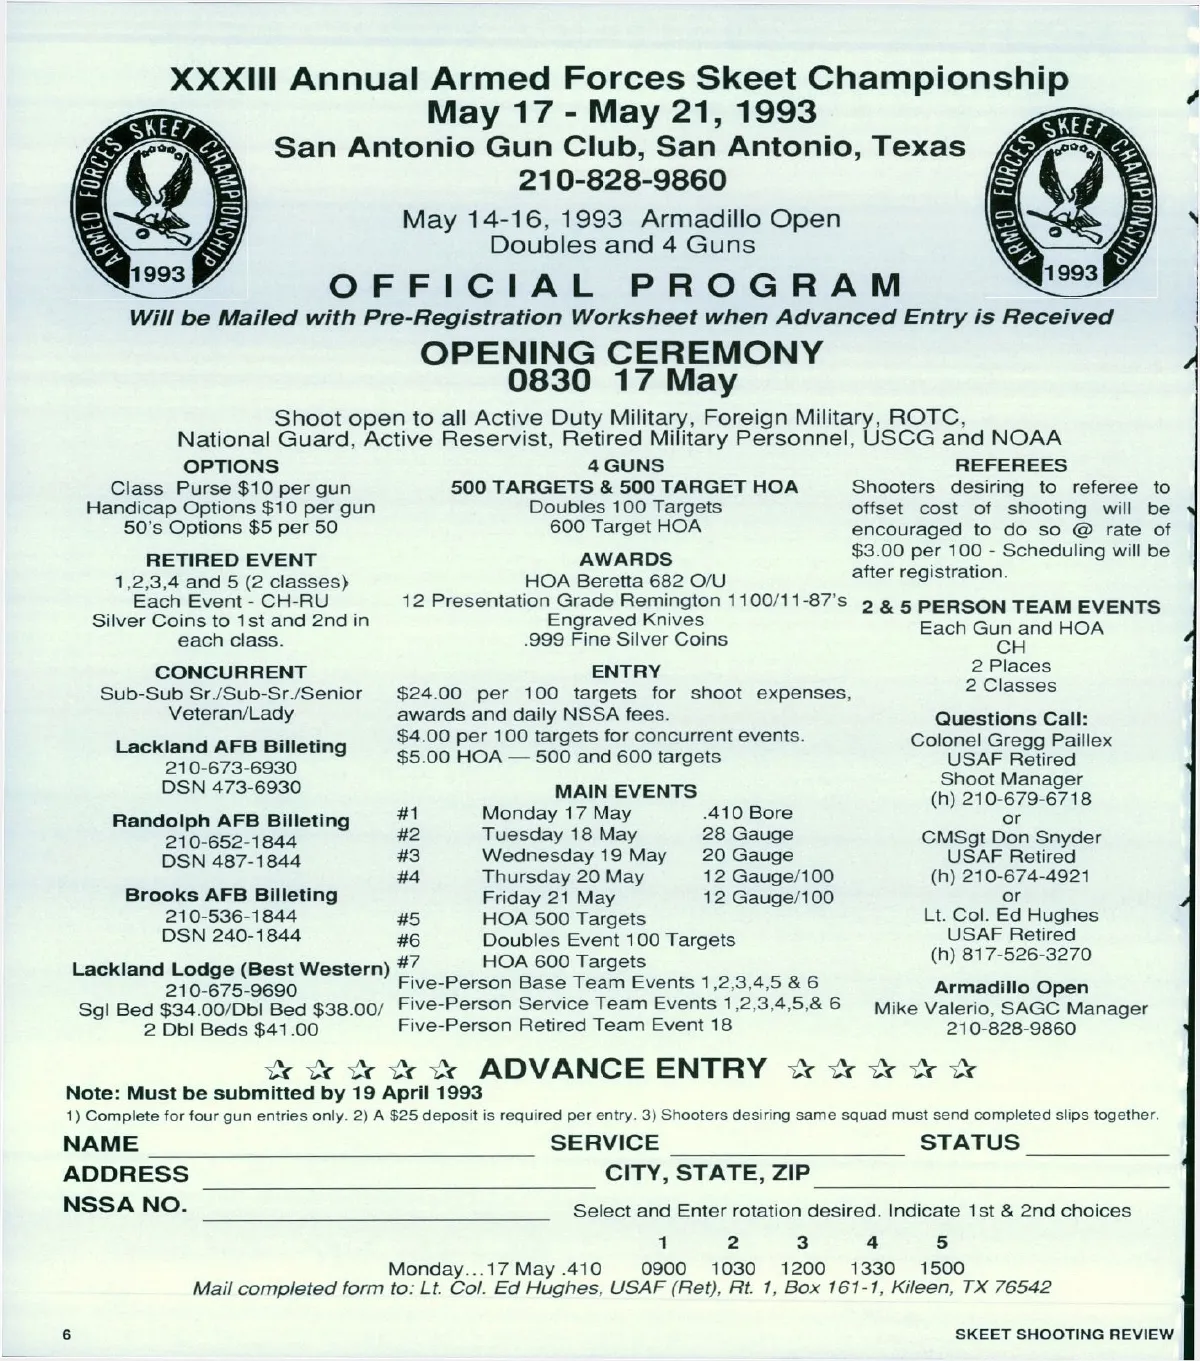 XXXIII Annual Armed Forces Skeet Championship
May 17 - May 21, 1993
San Antonio Gun Club, San Antonio, Texas
210-828-9860
May 14-16, 1993 Armadillo Open
Doubles and 4 Guns
ARMED FORCES SKEET CHAMPIONSHIP
1993
ARMED FORCES SKEET CHAMPIONSHIP
1993
OFFICIAL PROGRAM
Will be Mailed with Pre-Registration Worksheet when Advanced Entry is Received
OPENING CEREMONY
0830 17 May
Shoot open to all Active Duty Military, Foreign Military, ROTC,
National Guard, Active Reservist, Retired Military Personnel, USCG and NOAA
OPTIONS
Class Purse $10 per gun
Handicap Options $10 per gun
50's Options $5 per 50
RETIRED EVENT
1,2,3,4 and 5 (2 classes)
Each Event - CH-RU
Silver Coins to 1st and 2nd in
each class.
CONCURRENT
Sub-Sub Sr./Sub-Sr./Senior
Veteran/Lady
Lackland AFB Billeting
210-673-6930
DSN 473-6930
Randolph AFB Billeting
210-652-1844
DSN 487-1844
Brooks AFB Billeting
210-536-1844
DSN 240-1844
Lackland Lodge (Best Western)
210-675-9690
Sgl Bed $34.00/Dbl Bed $38.00/
2 Dbl Beds $41.00
4 GUNS
500 TARGETS & 500 TARGET HOA
Doubles 100 Targets
600 Target HOA
AWARDS
HOA Beretta 682 O/U
12 Presentation Grade Remington 1100/11-87's
Engraved Knives
.999 Fine Silver Coins
ENTRY
$24.00 per 100 targets for shoot expenses,
awards and daily NSSA fees.
$4.00 per 100 targets for concurrent events.
$5.00 HOA — 500 and 600 targets
MAIN EVENTS
#1 Monday 17 May .410 Bore
#2 Tuesday 18 May 28 Gauge
#3 Wednesday 19 May 20 Gauge
#4 Thursday 20 May 12 Gauge/100
Friday 21 May 12 Gauge/100
#5 HOA 500 Targets
#6 Doubles Event 100 Targets
#7 HOA 600 Targets
Five-Person Base Team Events 1,2,3,4,5 & 6
Five-Person Service Team Events 1,2,3,4,5,& 6
Five-Person Retired Team Event 18
REFEREES
Shooters desiring to referee to
offset cost of shooting will be
encouraged to do so @ rate of
$3.00 per 100 - Scheduling will be
after registration.
2 & 5 PERSON TEAM EVENTS
Each Gun and HOA
CH
2 Places
2 Classes
Questions Call:
Colonel Gregg Paillex
USAF Retired
Shoot Manager
(h) 210-679-6718
or
CMSgt Don Snyder
USAF Retired
(h) 210-674-4921
or
Lt. Col. Ed Hughes
USAF Retired
(h) 817-526-3270
Armadillo Open
Mike Valerio, SAGC Manager
210-828-9860
ADVANCE ENTRY
Note: Must be submitted by 19 April 1993
1) Complete for four gun entries only. 2) A $25 deposit is required per entry. 3) Shooters desiring same squad must send completed slips together.
NAME SERVICE STATUS
ADDRESS CITY, STATE, ZIP
NSSA NO. Select and Enter rotation desired. Indicate 1st & 2nd choices
1 2 3 4 5
Monday...17 May .410 0900 1030 1200 1330 1500
Mail completed form to: Lt. Col. Ed Hughes, USAF (Ret), Rt. 1, Box 161-1, Kileen, TX 76542
6 SKEET SHOOTING REVIEW